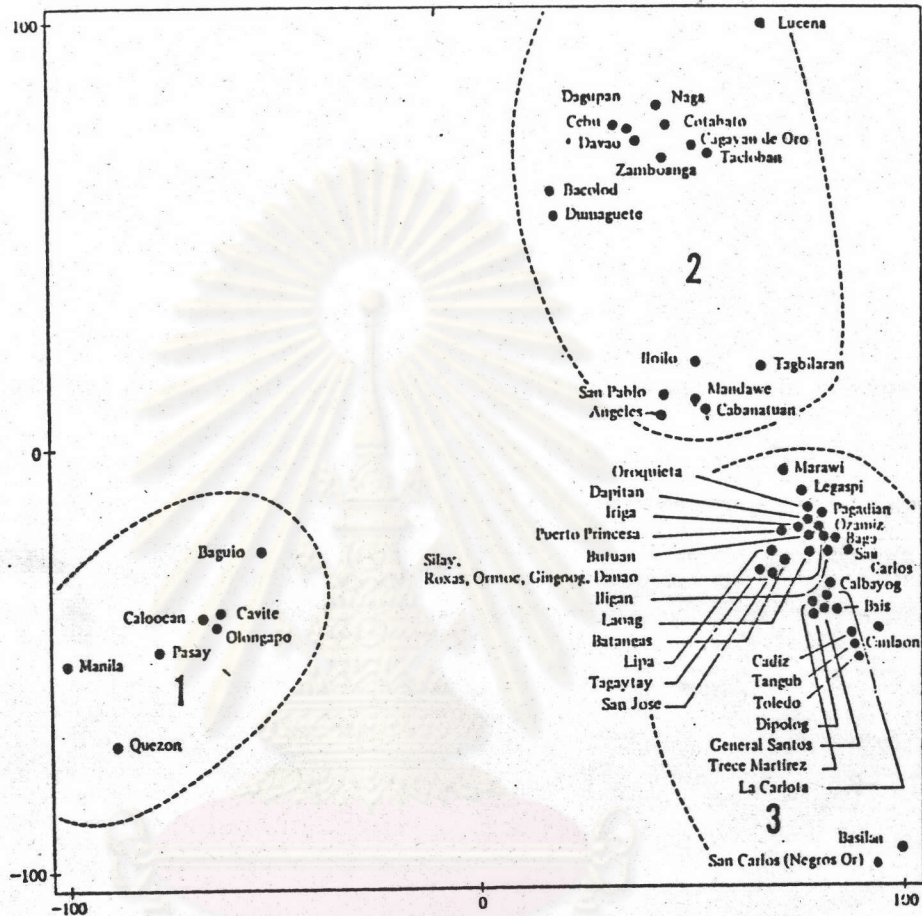 100
Lucena
Dagupan
Naga
Cebu
Cotabato
Davao
Cagayan de Oro
Tacloban
Zamboanga
Bacolod
Dumaguete
2
Iloilo
Tagbilaran
San Pablo
Mandawe
Angeles
Cabanatuan
0
Oroquieta
Marawi
Dapitan
Legaspi
Iriga
Pagadian
Puerto Princesa
Ozamiz
Butuan
Bago
San
Carlos
Silay,
Roxas, Ormoc, Gingoog, Danao
Iligan
Calbayog
Laoag
Bais
Batangas
Canlaon
Lipa
Cadiz
Tagaytay
Tangub
San Jose
Toledo
Dipolog
General Santos
Trece Martirez
La Carlota
Baguio
Caloocan
Cavite
Olongapo
Manila
Pasay
1
Quezon
3
Basilan
San Carlos (Negros Or)
-100
-100
0
100